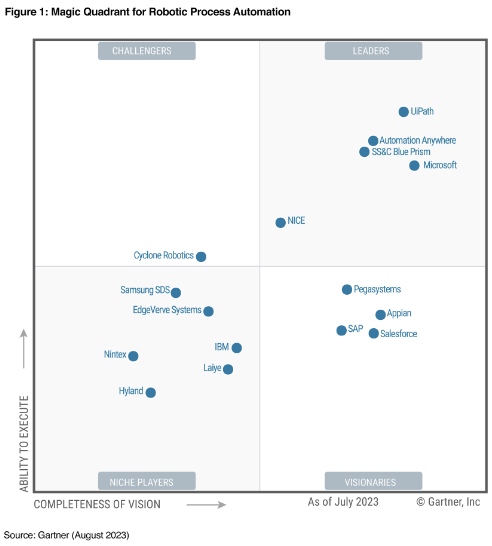 Figure 1: Magic Quadrant for Robotic Process Automation
CHALLENGERS
LEADERS
UiPath
Automation Anywhere
SS&C Blue Prism
Microsoft
NICE
Cyclone Robotics
Samsung SDS
EdgeVerve Systems
IBM
Nintex
Laiye
Hyland
Pegasystems
Appian
SAP
Salesforce
ABILITY TO EXECUTE
NICHE PLAYERS
VISIONARIES
COMPLETENESS OF VISION
As of July 2023
© Gartner, Inc
Source: Gartner (August 2023)